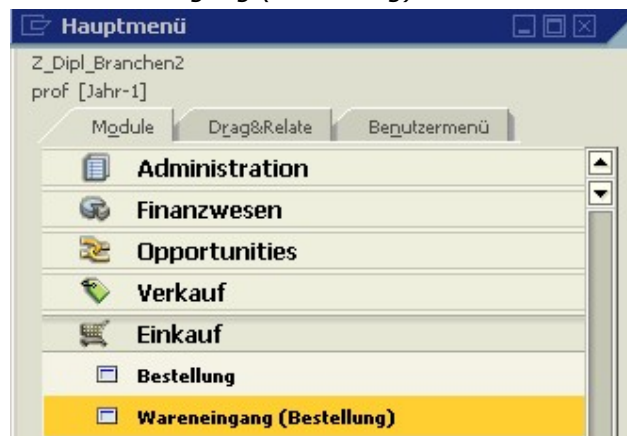 Hauptmenü
Z_Dipl_Branchen2
prof [Jahr-1]
Module Drag&Relate Benutzermenü
Administration
Finanzwesen
Opportunities
Verkauf
Einkauf
Bestellung
Wareneingang (Bestellung)